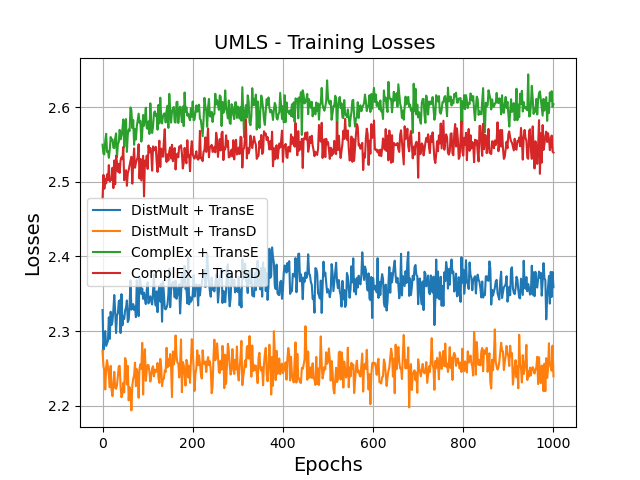 UMLS - Training Losses
Losses
2.6
2.5
2.4
2.3
2.2
DistMult + TransE
DistMult + TransD
ComplEx + TransE
ComplEx + TransD
0
200
400
600
800
1000
Epochs